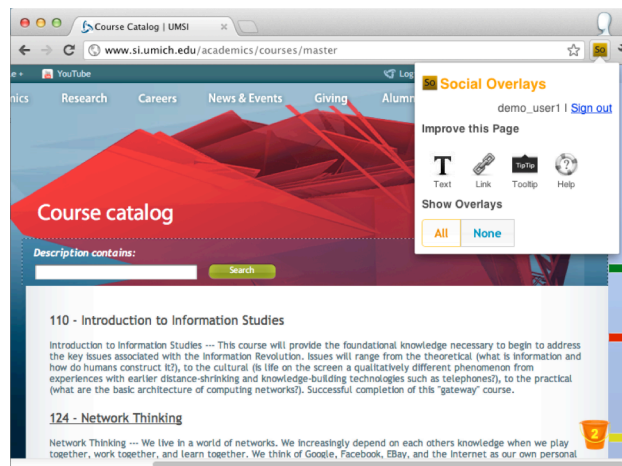 Course Catalog | UMSI
www.si.umich.edu/academics/courses/master
So
YouTube
Log
Research Careers News & Events Giving Alumn
So Social Overlays
demo_user1 | Sign out
Improve this Page
T
TipTip
Text Link Tooltip Help
Show Overlays
All None
Course catalog
Description contains:
Search
110 - Introduction to Information Studies
Introduction to Information Studies --- This course will provide the foundational knowledge necessary to begin to address
the key issues associated with the Information Revolution. Issues will range from the theoretical (what is information and
how do humans construct it?), to the cultural (is life on the screen a qualitatively different phenomenon from
experiences with earlier distance-shrinking and knowledge-building technologies such as telephones?), to the practical
(what are the basic architecture of computing networks?). Successful completion of this "gateway" course.
124 - Network Thinking
2
Network Thinking --- We live in a world of networks. We increasingly depend on each others knowledge when we play
together, work together, and learn together. We think of Google, Facebook, EBay, and the Internet as our own personal